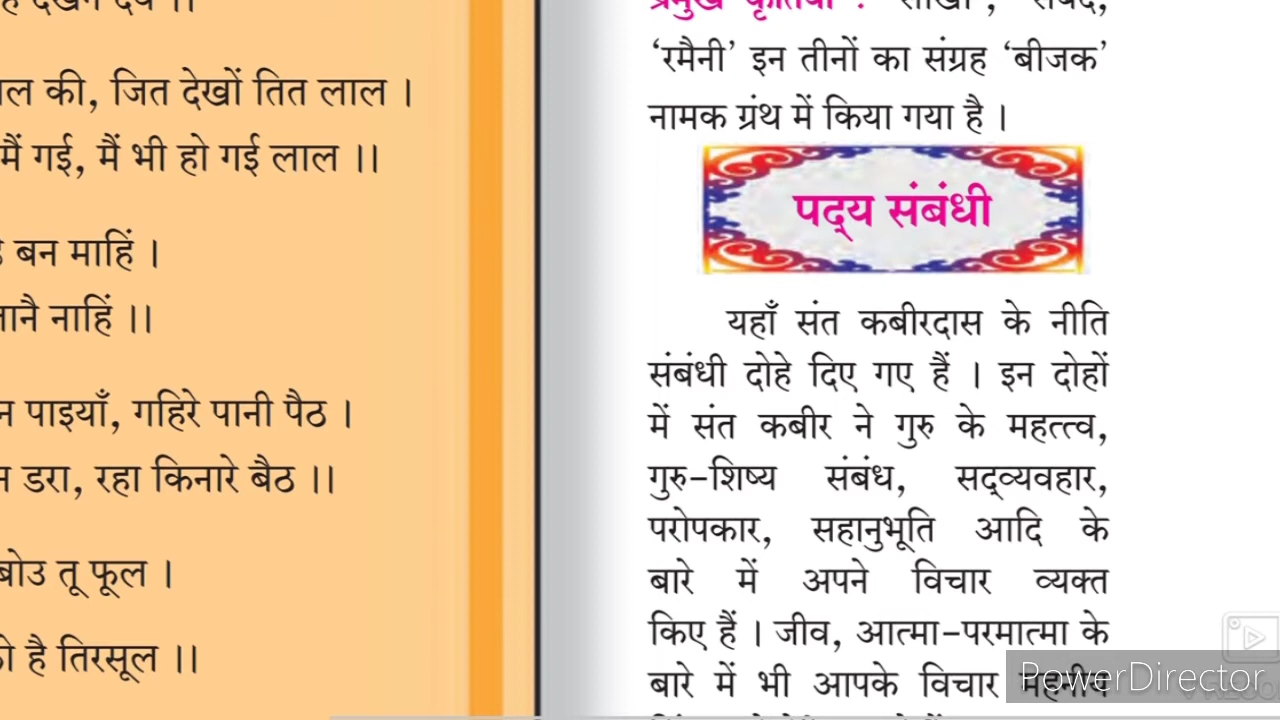 की, जित देखों तित लाल ।
मैं गई, मैं भी हो गई लाल ।।
बन माहिं ।
नाहिं ।।
पाइयाँ, गहिरे पानी पैठ ।
डरा, रहा किनारे बैठ ।।
तू फूल ।
है तिरसूल ।।
‘रमैनी’ इन तीनों का संग्रह ‘बीजक’
नामक ग्रंथ में किया गया है ।
पद्य संबंधी
यहाँ संत कबीरदास के नीति
संबंधी दोहे दिए गए हैं । इन दोहों
में संत कबीर ने गुरु के महत्त्व,
गुरु-शिष्य संबंध, सद्व्यवहार,
परोपकार, सहानुभूति आदि के
बारे में अपने विचार व्यक्त
किए हैं । जीव, आत्मा-परमात्मा के
बारे में भी आपके विचार
PowerDirector